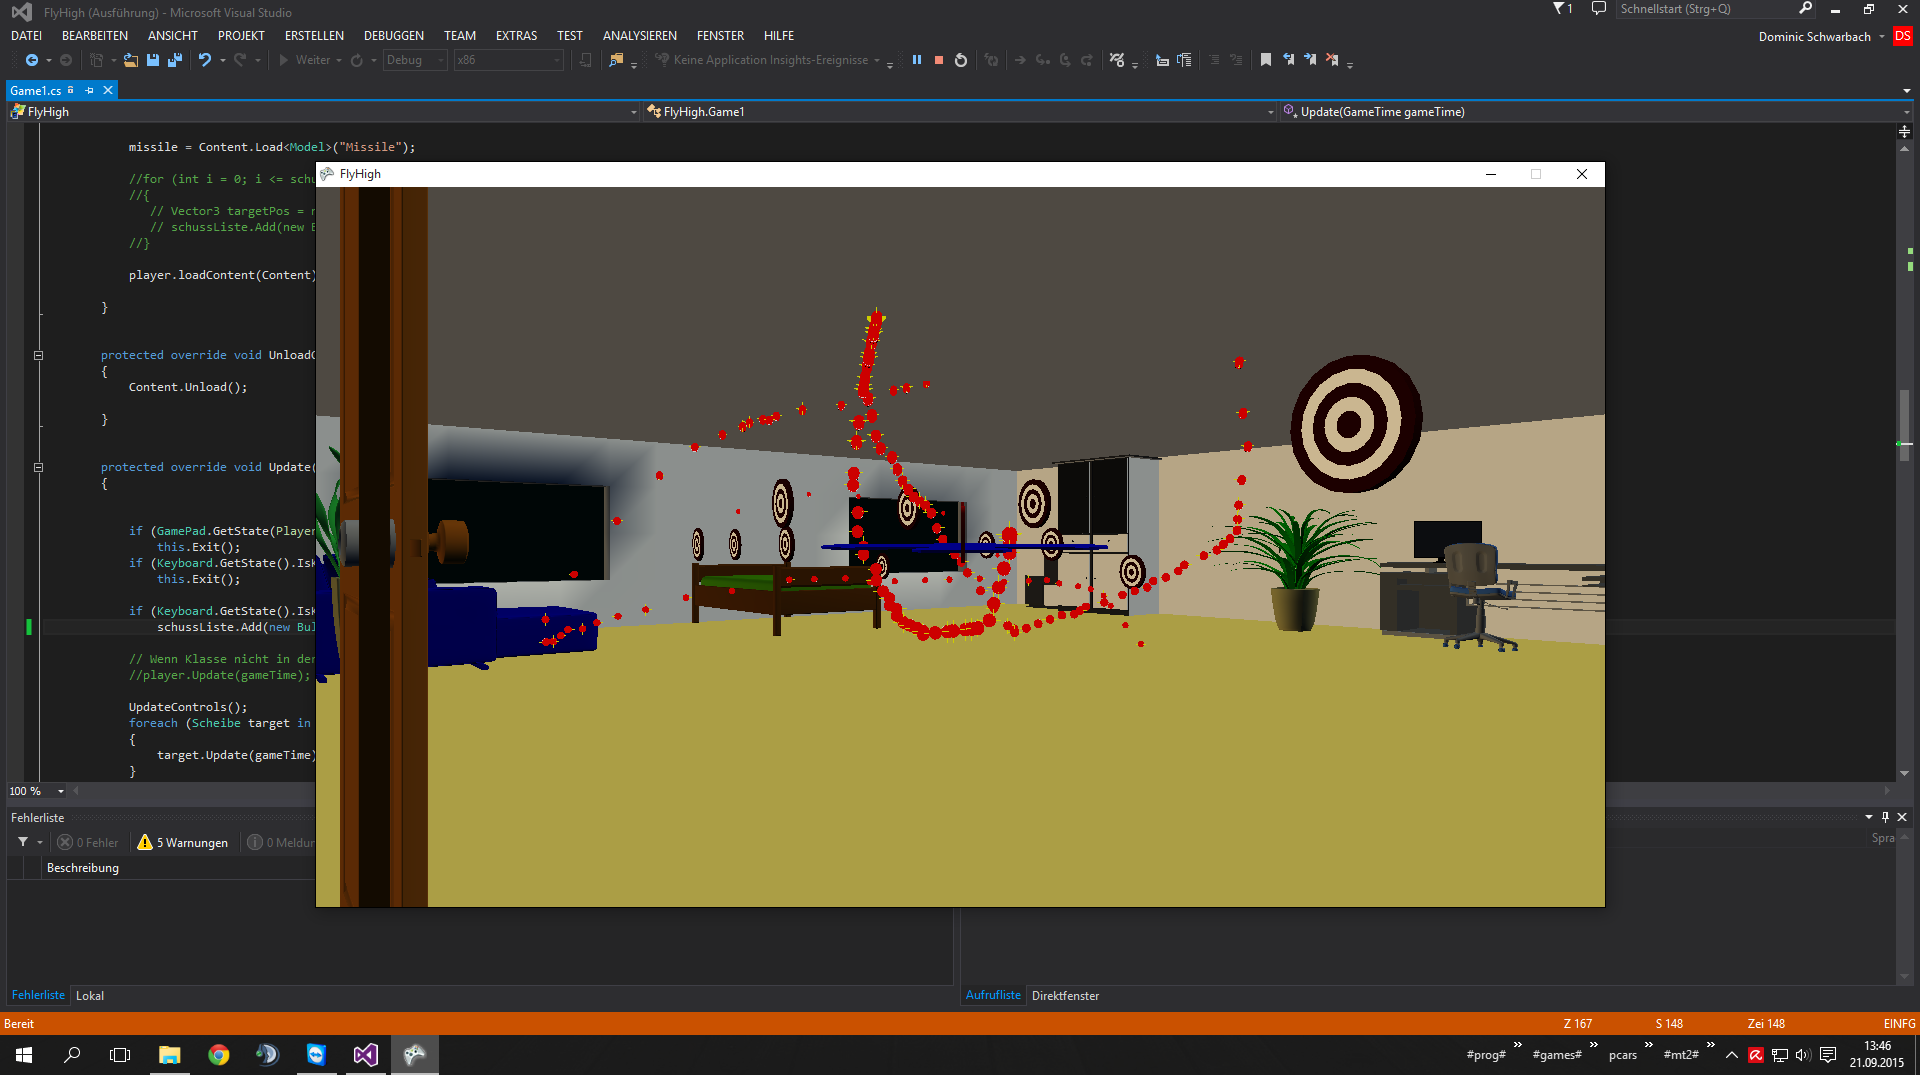 FlyHigh (Ausführung) - Microsoft Visual Studio
1
Schnellstart (Strg+Q)
DATEI BEARBEITEN ANSICHT PROJEKT ERSTELLEN DEBUGGEN TEAM EXTRAS TEST ANALYSIEREN FENSTER HILFE
Dominic Schwarbach DS
Weiter Debug x86 Keine Application Insights-Ereignisse
Game1.cs
FlyHigh FlyHigh.Game1 Update(GameTime gameTime)
missile = Content.Load<Model>("Missile");
//for (int i = 0; i <= schu
//{
// Vector3 targetPos = n
// schussListe.Add(new B
//}
player.loadContent(Content)
}
protected override void UnloadC
{
Content.Unload();
}
protected override void Update(
{
if (GamePad.GetState(Player
this.Exit();
if (Keyboard.GetState().IsK
this.Exit();
if (Keyboard.GetState().IsK
schussListe.Add(new Bul
// Wenn Klasse nicht in der
//player.Update(gameTime);
UpdateControls();
foreach (Scheibe target in
{
target.Update(gameTime)
}
FlyHigh
100 %
Fehlerliste
0 Fehler 5 Warnungen 0 Meldun
Spra
Beschreibung
Fehlerliste Lokal
Aufrufliste Direktfenster
Bereit Z 167 S 148 Zei 148 EINFG
#prog# » #games# » pcars » #mt2# »
13:46
21.09.2015